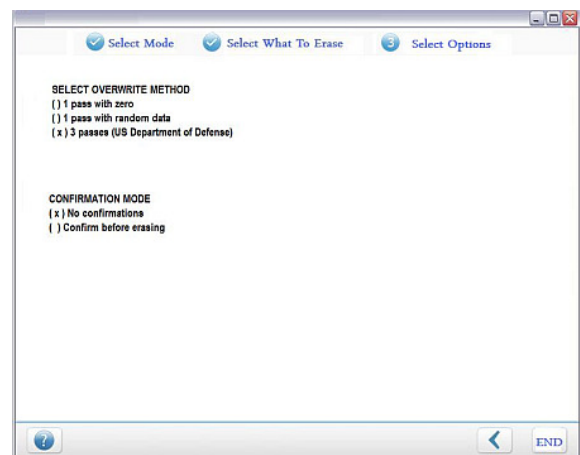 Select Mode Select What To Erase 3 Select Options
SELECT OVERWRITE METHOD
( ) 1 pass with zero
( ) 1 pass with random data
( x ) 3 passes (US Department of Defense)
CONFIRMATION MODE
( x ) No confirmations
( ) Confirm before erasing
? END